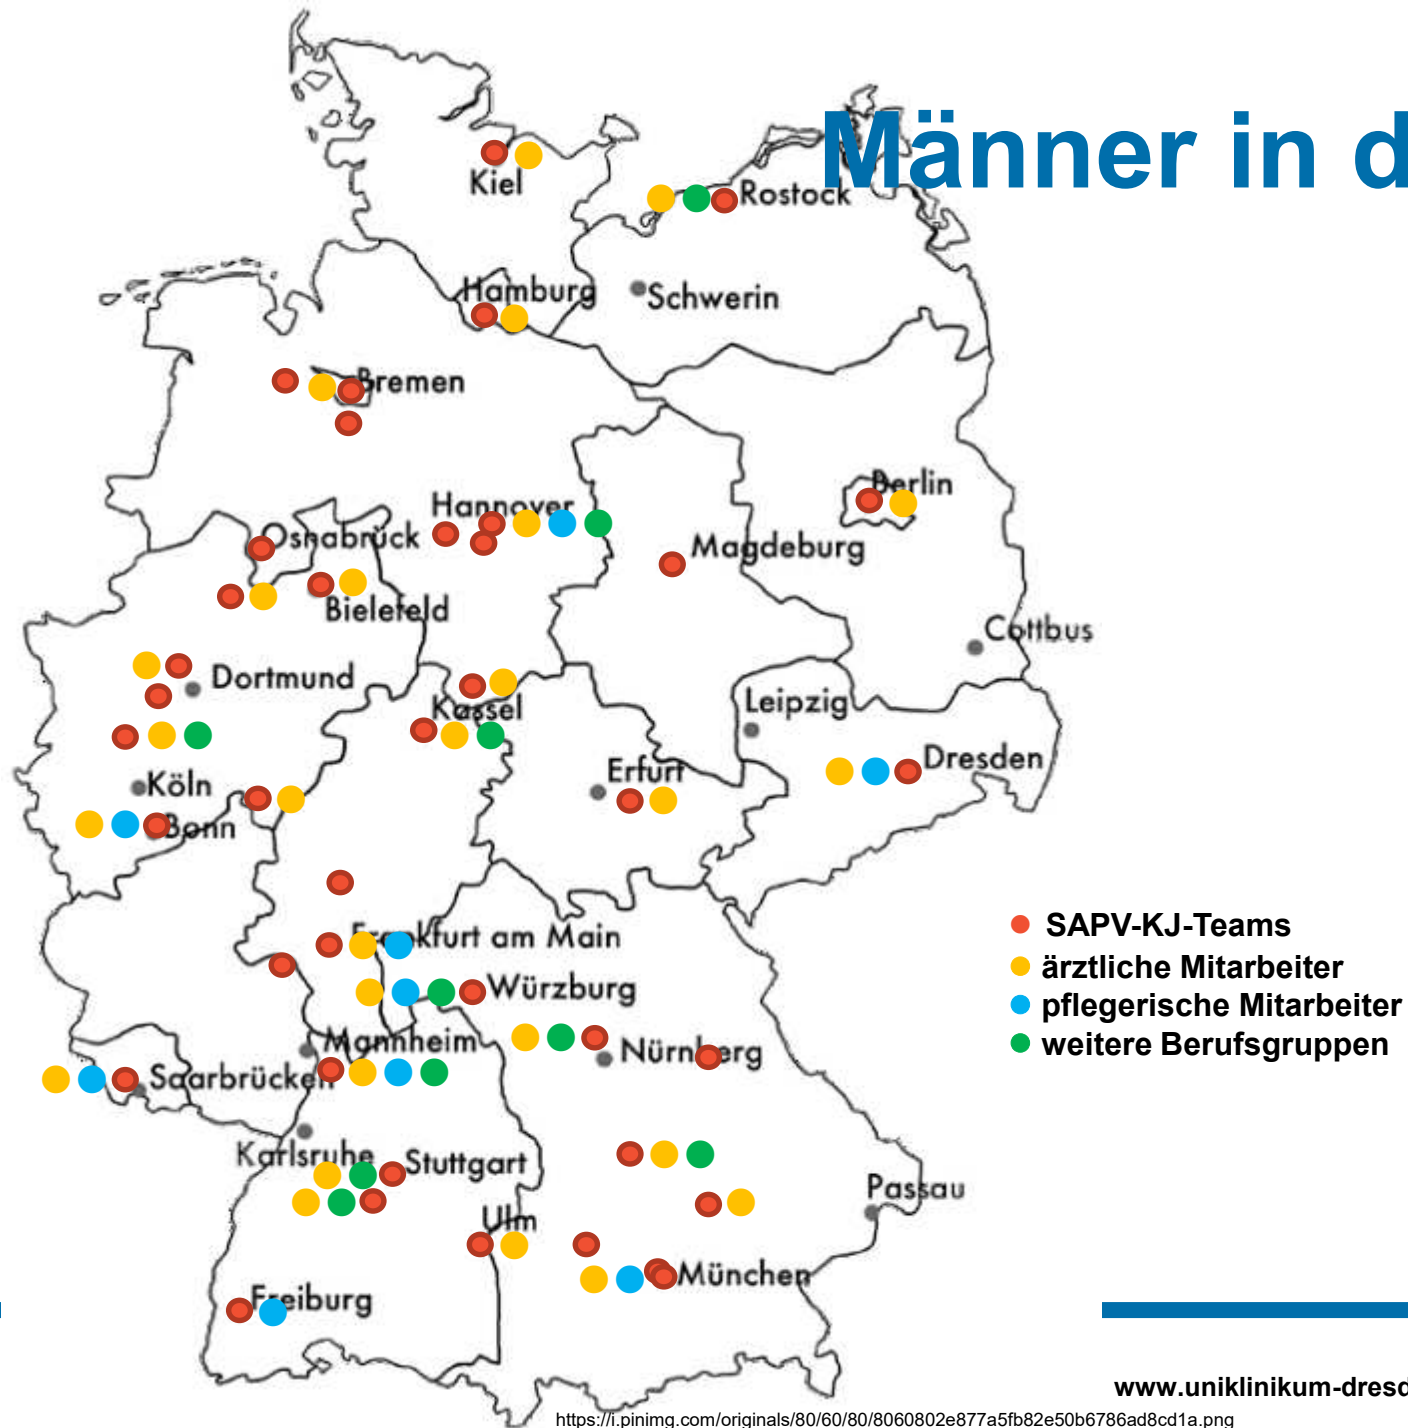 Männer in d
Kiel
Rostock
Hamburg
Schwerin
Bremen
Berlin
Hannover
Osnabrück
Magdeburg
Bielefeld
Cottbus
Dortmund
Leipzig
Kassel
Dresden
Erfurt
Köln
Bonn
SAPV-KJ-Teams
ärztliche Mitarbeiter
pflegerische Mitarbeiter
weitere Berufsgruppen
Frankfurt am Main
Würzburg
Mannheim
Nürnberg
Saarbrücken
Karlsruhe
Stuttgart
Passau
Ulm
München
Freiburg
www.uniklinikum-dresd
https://i.pinimg.com/originals/80/60/80/8060802e877a5fb82e50b6786ad8cd1a.png